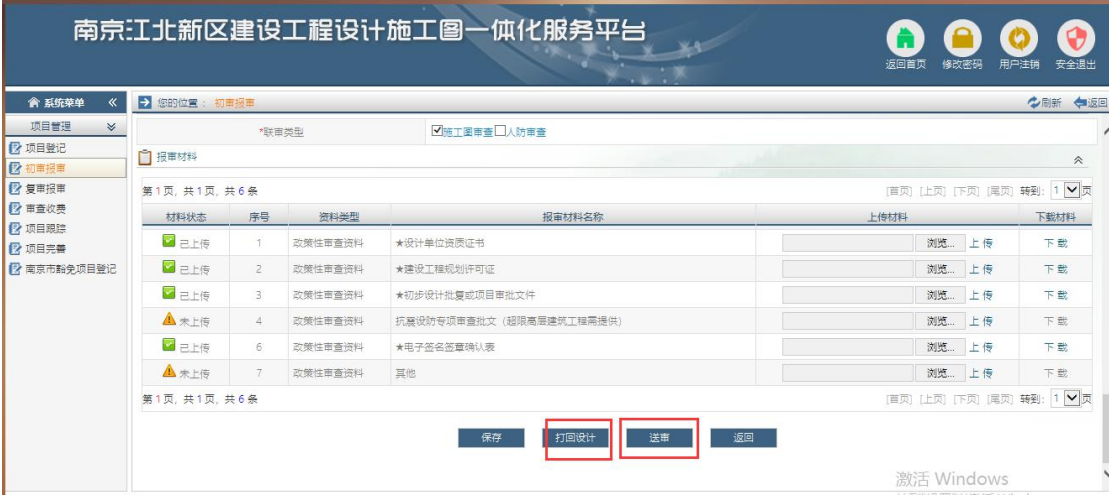 南京江北新区建设工程设计施工图一体化服务平台
返回首页 修改密码 用户注销 安全退出
系统菜单 《
您的位置： 初审报审
刷新 返回
项目管理
项目登记
初审报审
复审报审
审查收费
项目跟踪
项目完善
南京市豁免项目登记
*联审类型 施工图审查 人防审查
报审材料
第1页, 共1页, 共6条 [首页] [上页] [下页] [尾页] 转到: 1 页
材料状态 序号 资料类型 报审材料名称 上传材料 下载材料
已上传 1 政策性审查资料 ★设计单位资质证书 浏览... 上传 下载
已上传 2 政策性审查资料 ★建设工程规划许可证 浏览... 上传 下载
已上传 3 政策性审查资料 ★初步设计批复或项目审批文件 浏览... 上传 下载
未上传 4 政策性审查资料 抗震设防专项审查批文（超限高层建筑工程需提供） 浏览... 上传 下载
已上传 6 政策性审查资料 ★电子签名签章确认表 浏览... 上传 下载
未上传 7 政策性审查资料 其他 浏览... 上传 下载
第1页, 共1页, 共6条 [首页] [上页] [下页] [尾页] 转到: 1 页
保存 打回设计 送审 返回
激活 Windows